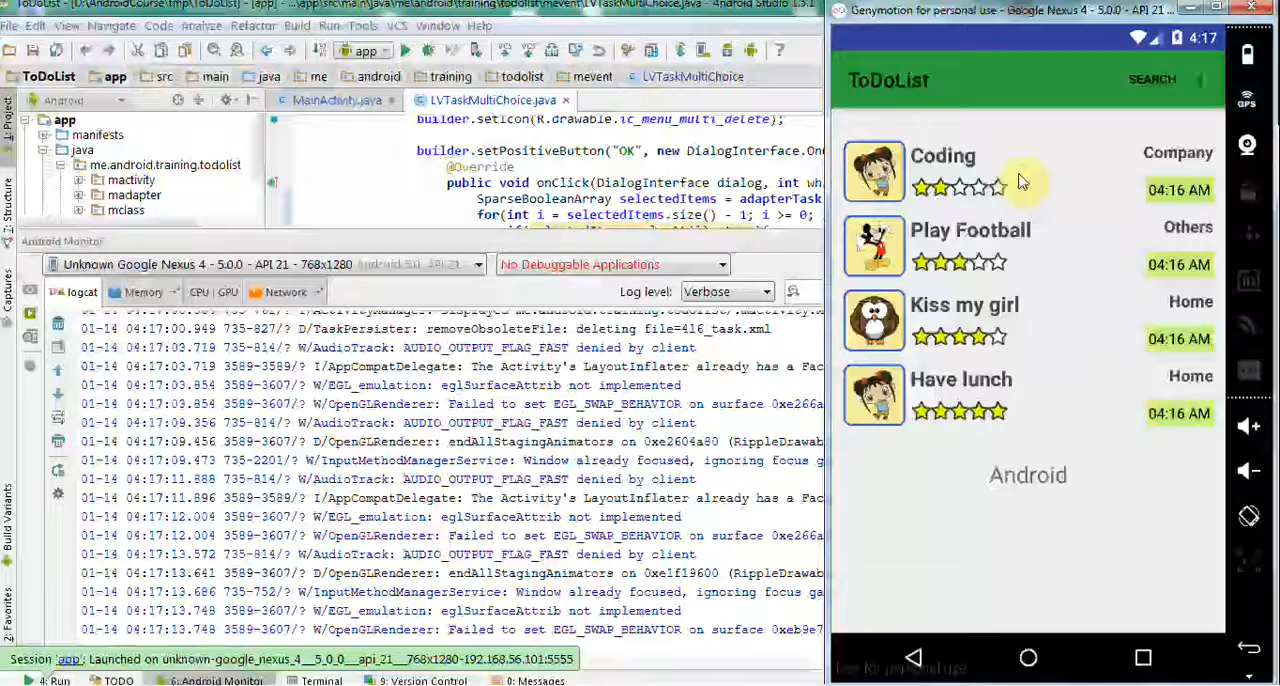 ToDoList - [D:\AndroidCourse\tmp\ToDoList] - [app] - ...\app\src\main\java\me\android\training\todolist\mevent\LVTaskMultiChoice.java - Android Studio 1.5.1
Genymotion for personal use - Google Nexus 4 - 5.0.0 - API 21 ...
File Edit View Navigate Code Analyze Refactor Build Run Tools VCS Window Help
app
ToDoList app src main java me android training todolist mevent LVTaskMultiChoice
Android
MainActivity.java
LVTaskMultiChoice.java
1: Project
Z: Structure
Captures
Build Variants
2: Favorites
app
manifests
java
me.android.training.todolist
mactivity
madapter
mclass
builder.setIcon(R.drawable.ic_menu_multi_delete);
builder.setPositiveButton("OK", new DialogInterface.On
@Override
public void onClick(DialogInterface dialog, int wh
SparseBooleanArray selectedItems = adapterTask
for(int i = selectedItems.size() - 1; i >= 0;
Android Monitor
Unknown Google Nexus 4 - 5.0.0 - API 21 - 768x1280 Android 5.0, API 21
No Debuggable Applications
logcat Memory CPU | GPU Network
Log level: Verbose
01-14 04:17:00.949 735-827/? D/TaskPersister: removeObsoleteFile: deleting file=416_task.xml
01-14 04:17:03.719 735-814/? W/AudioTrack: AUDIO_OUTPUT_FLAG_FAST denied by client
01-14 04:17:03.719 3589-3589/? I/AppCompatDelegate: The Activity's LayoutInflater already has a Fac
01-14 04:17:03.854 3589-3607/? W/EGL_emulation: eglSurfaceAttrib not implemented
01-14 04:17:03.854 3589-3607/? W/OpenGLRenderer: Failed to set EGL_SWAP_BEHAVIOR on surface 0xe266a
01-14 04:17:09.356 735-814/? W/AudioTrack: AUDIO_OUTPUT_FLAG_FAST denied by client
01-14 04:17:09.456 3589-3607/? D/OpenGLRenderer: endAllStagingAnimators on 0xe2604a80 (RippleDrawab
01-14 04:17:09.473 735-2201/? W/InputMethodManagerService: Window already focused, ignoring focus g
01-14 04:17:11.888 735-814/? W/AudioTrack: AUDIO_OUTPUT_FLAG_FAST denied by client
01-14 04:17:11.896 3589-3589/? I/AppCompatDelegate: The Activity's LayoutInflater already has a Fac
01-14 04:17:12.004 3589-3607/? W/EGL_emulation: eglSurfaceAttrib not implemented
01-14 04:17:12.004 3589-3607/? W/OpenGLRenderer: Failed to set EGL_SWAP_BEHAVIOR on surface 0xe266a
01-14 04:17:13.572 735-814/? W/AudioTrack: AUDIO_OUTPUT_FLAG_FAST denied by client
01-14 04:17:13.641 3589-3607/? D/OpenGLRenderer: endAllStagingAnimators on 0xe1f19600 (RippleDrawab
01-14 04:17:13.686 735-752/? W/InputMethodManagerService: Window already focused, ignoring focus ga
01-14 04:17:13.748 3589-3607/? W/EGL_emulation: eglSurfaceAttrib not implemented
01-14 04:17:13.748 3589-3607/? W/OpenGLRenderer: Failed to set EGL_SWAP_BEHAVIOR on surface 0xeb9e7
Session 'app': Launched on unknown-google_nexus_4__5_0_0__api_21__768x1280-192.168.56.101:5555
4: Run TODO 6: Android Monitor Terminal 9: Version Control 0: Messages
4:17
ToDoList SEARCH
Coding Company
04:16 AM
Play Football Others
04:16 AM
Kiss my girl Home
04:16 AM
Have lunch Home
04:16 AM
Android
free for personal use
GPS